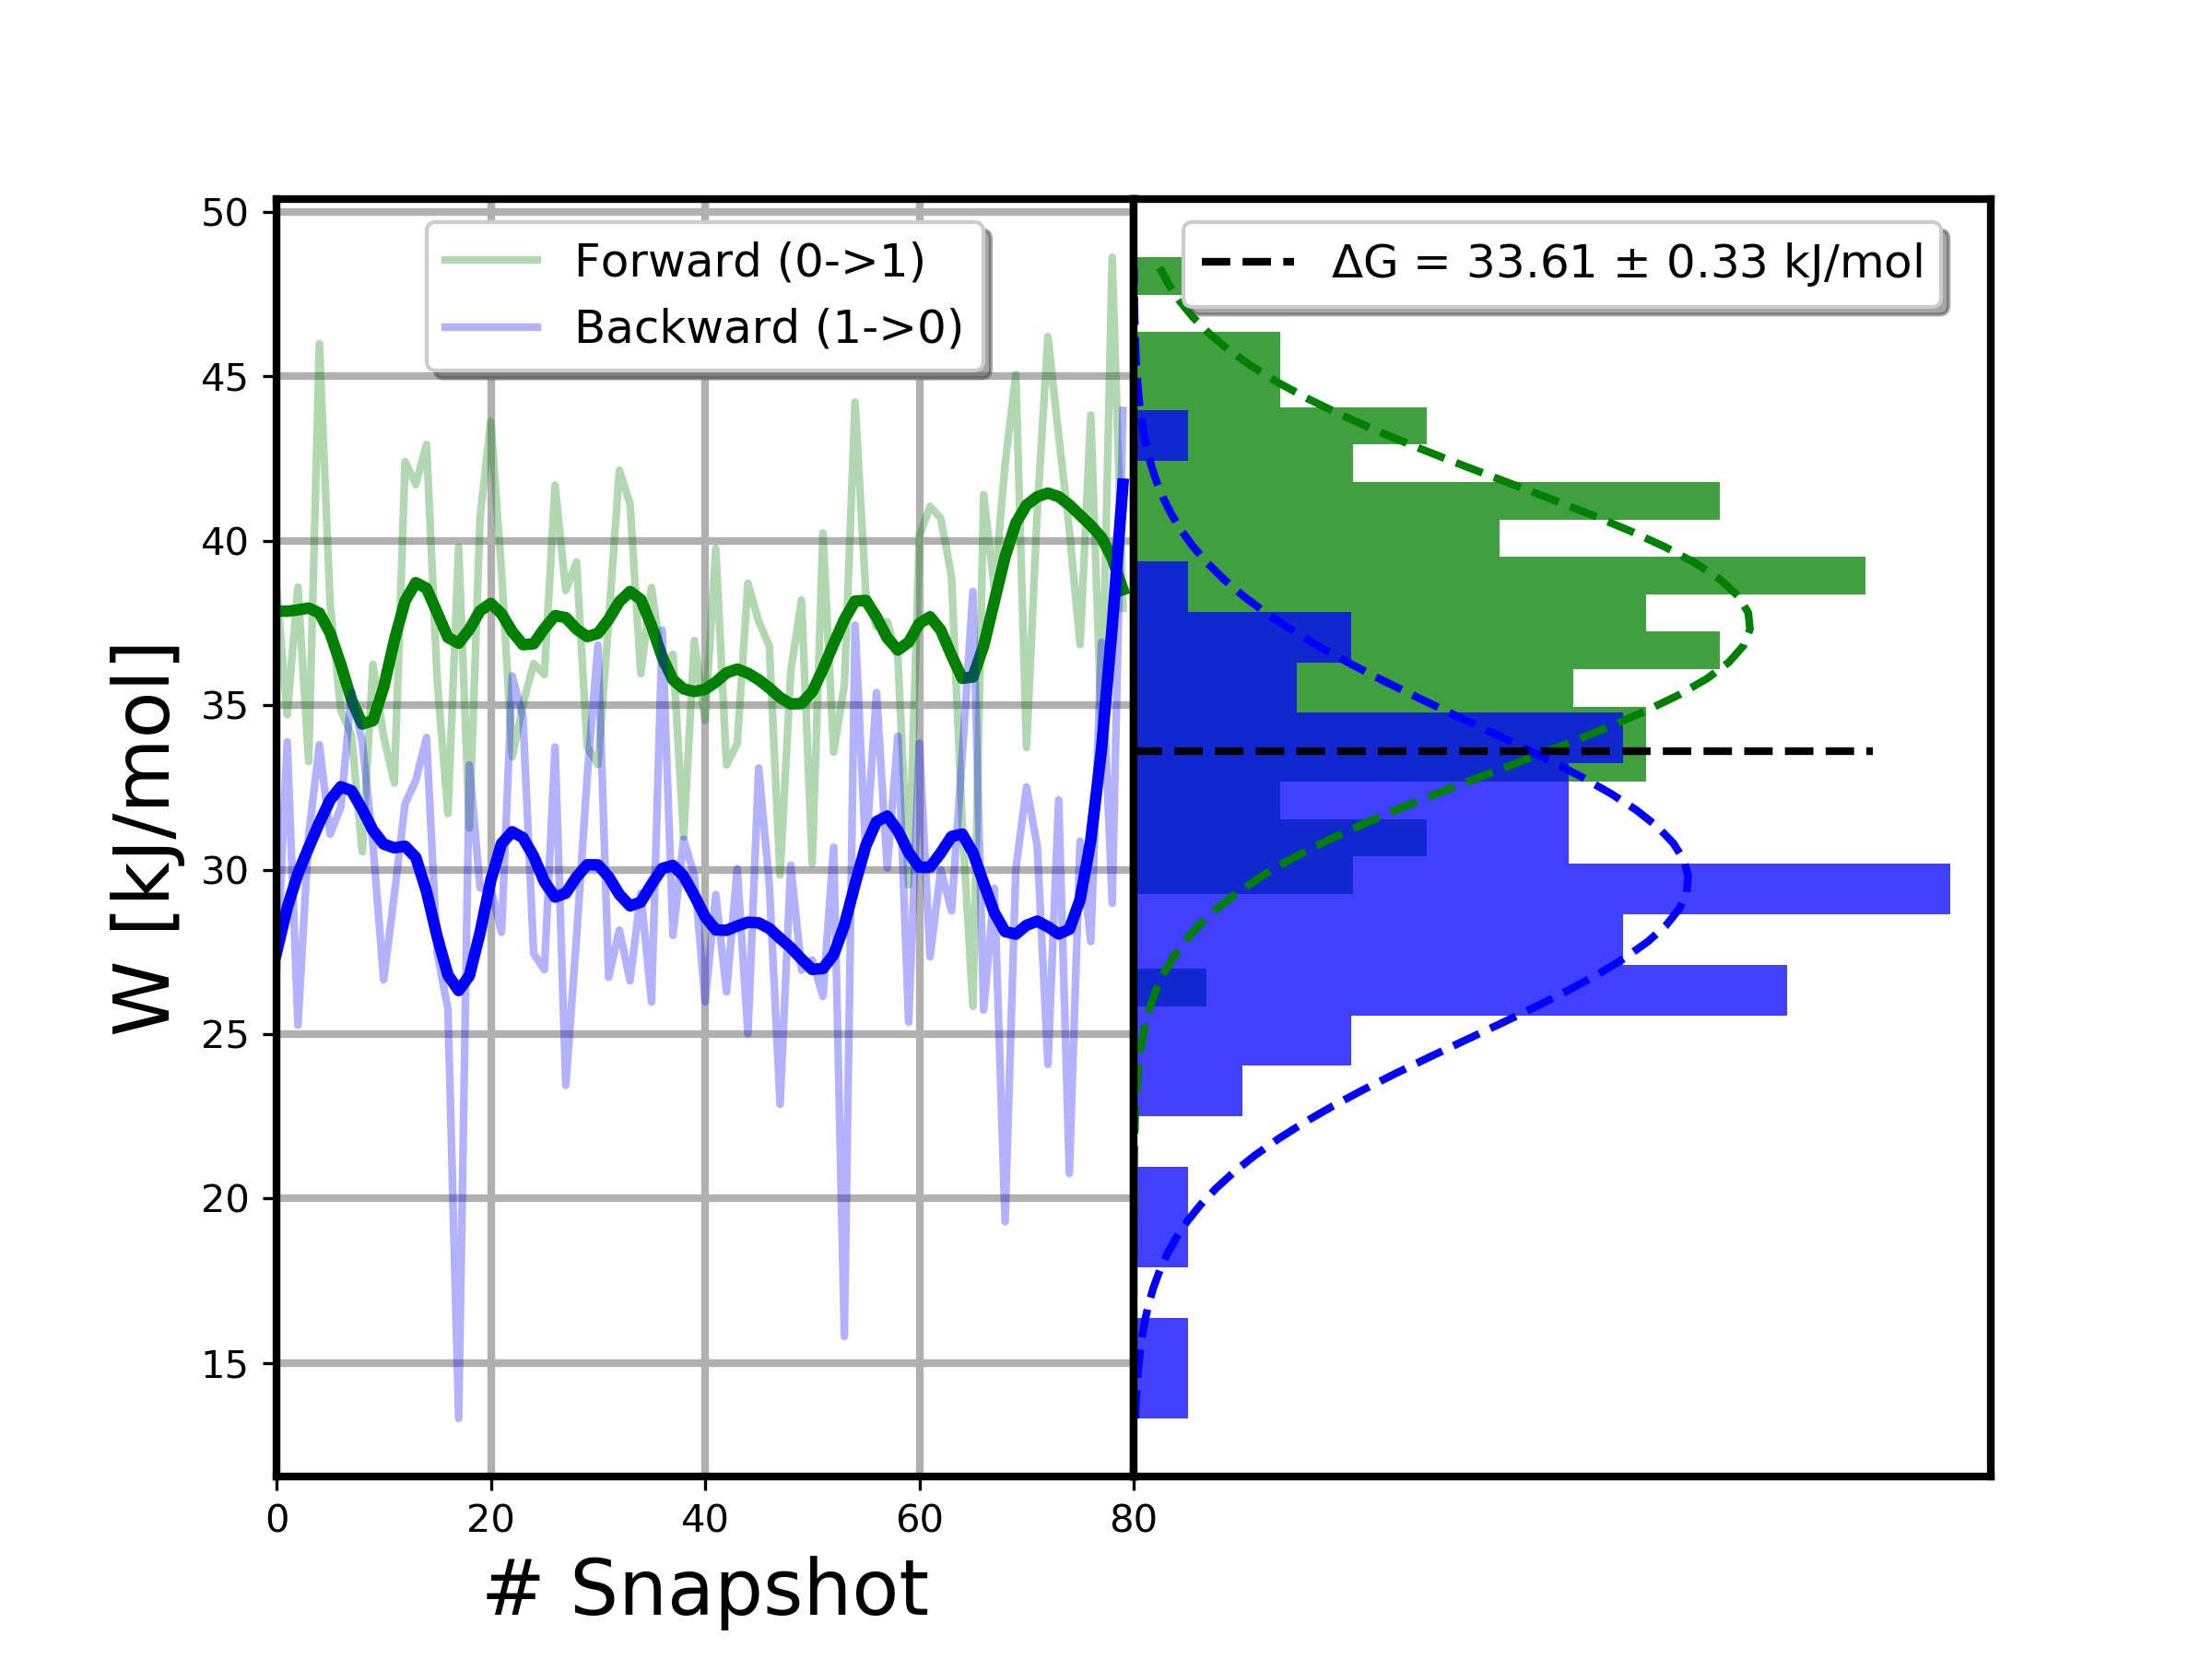 50
45
40
35
30
25
20
15
W [kJ/mol]
Forward (0->1)
Backward (1->0)
ΔG = 33.61 ± 0.33 kJ/mol
0
20
40
60
80
# Snapshot